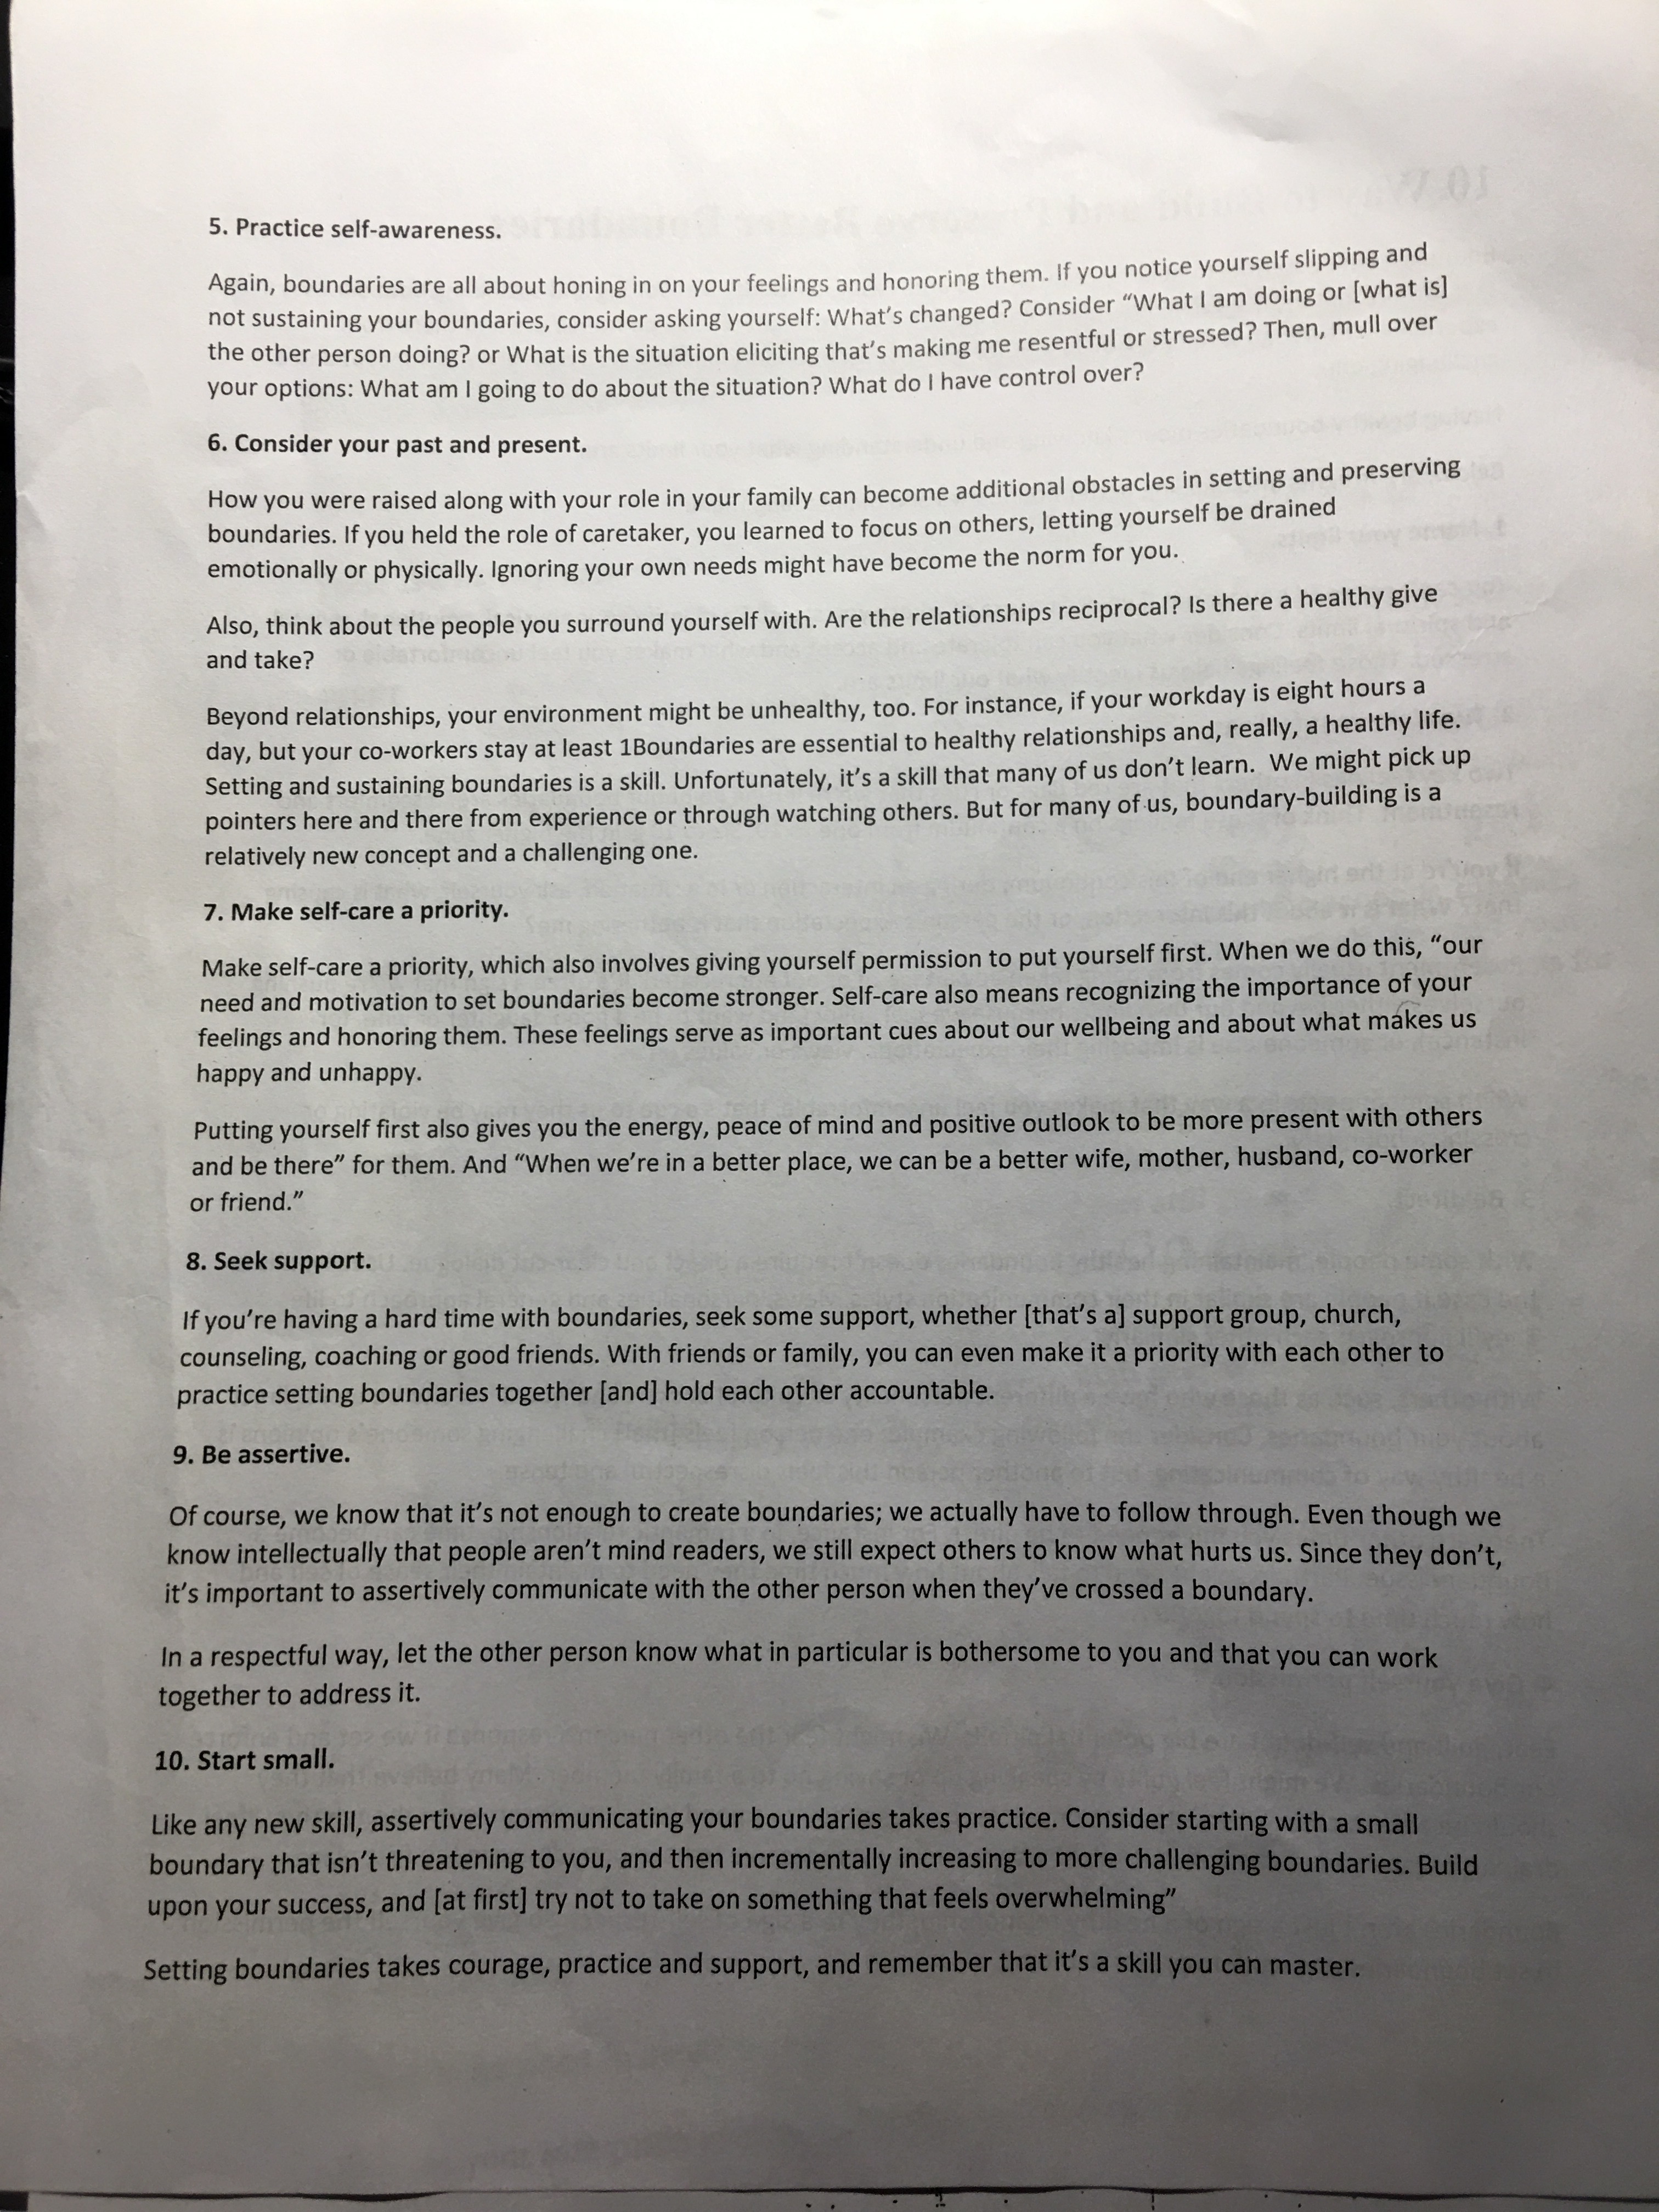 5. Practice self-awareness.
Again, boundaries are all about honing in on your feelings and honoring them. If you notice yourself slipping and
not sustaining your boundaries, consider asking yourself: What’s changed? Consider “What I am doing or [what is]
the other person doing? or What is the situation eliciting that’s making me resentful or stressed? Then, mull over
your options: What am I going to do about the situation? What do I have control over?
6. Consider your past and present.
How you were raised along with your role in your family can become additional obstacles in setting and preserving
boundaries. If you held the role of caretaker, you learned to focus on others, letting yourself be drained
emotionally or physically. Ignoring your own needs might have become the norm for you.
Also, think about the people you surround yourself with. Are the relationships reciprocal? Is there a healthy give
and take?
Beyond relationships, your environment might be unhealthy, too. For instance, if your workday is eight hours a
day, but your co-workers stay at least 1Boundaries are essential to healthy relationships and, really, a healthy life.
Setting and sustaining boundaries is a skill. Unfortunately, it’s a skill that many of us don’t learn.  We might pick up
pointers here and there from experience or through watching others. But for many of us, boundary-building is a
relatively new concept and a challenging one.
7. Make self-care a priority.
Make self-care a priority, which also involves giving yourself permission to put yourself first. When we do this, “our
need and motivation to set boundaries become stronger. Self-care also means recognizing the importance of your
feelings and honoring them. These feelings serve as important cues about our wellbeing and about what makes us
happy and unhappy.
Putting yourself first also gives you the energy, peace of mind and positive outlook to be more present with others
and be there” for them. And “When we’re in a better place, we can be a better wife, mother, husband, co-worker
or friend.”
8. Seek support.
If you’re having a hard time with boundaries, seek some support, whether [that’s a] support group, church,
counseling, coaching or good friends. With friends or family, you can even make it a priority with each other to
practice setting boundaries together [and] hold each other accountable.
9. Be assertive.
Of course, we know that it’s not enough to create boundaries; we actually have to follow through. Even though we
know intellectually that people aren’t mind readers, we still expect others to know what hurts us. Since they don’t,
it’s important to assertively communicate with the other person when they’ve crossed a boundary.
In a respectful way, let the other person know what in particular is bothersome to you and that you can work
together to address it.
10. Start small.
Like any new skill, assertively communicating your boundaries takes practice. Consider starting with a small
boundary that isn’t threatening to you, and then incrementally increasing to more challenging boundaries. Build
upon your success, and [at first] try not to take on something that feels overwhelming”
Setting boundaries takes courage, practice and support, and remember that it’s a skill you can master.